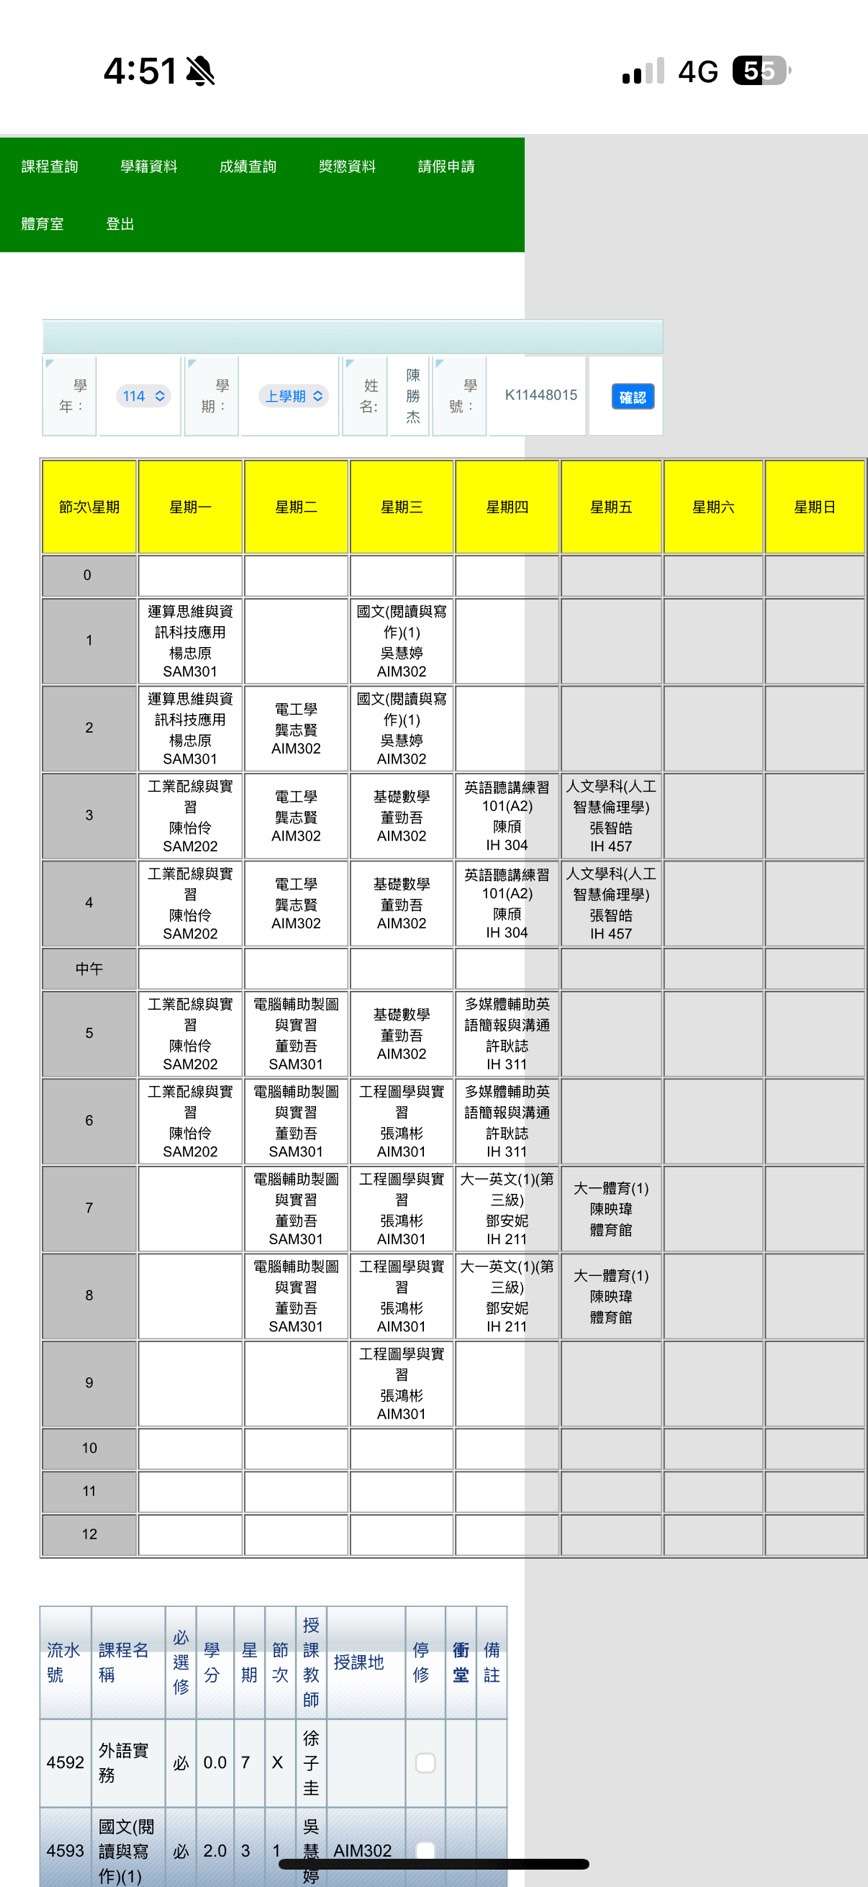 4:51
4G 55
課程查詢 學籍資料 成績查詢 獎懲資料 請假申請
體育室 登出
學年： 114 學期： 上學期 姓名: 陳勝杰 學號： K11448015 確認
節次\星期 星期一 星期二 星期三 星期四 星期五 星期六 星期日
0
1
運算思維與資
訊科技應用
楊忠原
SAM301
國文(閱讀與寫
作)(1)
吳慧婷
AIM302
2
運算思維與資
訊科技應用
楊忠原
SAM301
電工學
龔志賢
AIM302
國文(閱讀與寫
作)(1)
吳慧婷
AIM302
3
工業配線與實
習
陳怡伶
SAM202
電工學
龔志賢
AIM302
基礎數學
董勁吾
AIM302
英語聽講練習
101(A2)
陳頎
IH 304
人文學科(人工
智慧倫理學)
張智皓
IH 457
4
工業配線與實
習
陳怡伶
SAM202
電工學
龔志賢
AIM302
基礎數學
董勁吾
AIM302
英語聽講練習
101(A2)
陳頎
IH 304
人文學科(人工
智慧倫理學)
張智皓
IH 457
中午
5
工業配線與實
習
陳怡伶
SAM202
電腦輔助製圖
與實習
董勁吾
SAM301
基礎數學
董勁吾
AIM302
多媒體輔助英
語簡報與溝通
許耿誌
IH 311
6
工業配線與實
習
陳怡伶
SAM202
電腦輔助製圖
與實習
董勁吾
SAM301
工程圖學與實
習
張鴻彬
AIM301
多媒體輔助英
語簡報與溝通
許耿誌
IH 311
7
電腦輔助製圖
與實習
董勁吾
SAM301
工程圖學與實
習
張鴻彬
AIM301
大一英文(1)(第
三級)
鄧安妮
IH 211
大一體育(1)
陳映瑋
體育館
8
電腦輔助製圖
與實習
董勁吾
SAM301
工程圖學與實
習
張鴻彬
AIM301
大一英文(1)(第
三級)
鄧安妮
IH 211
大一體育(1)
陳映瑋
體育館
9
工程圖學與實
習
張鴻彬
AIM301
10
11
12
流水號 課程名稱 必選修 學分 星期 節次 授課教師 授課地 停修 衝堂 備註
4592 外語實務 必 0.0 7 X 徐子圭
4593 國文(閱讀與寫作)(1) 必 2.0 3 1 吳慧婷 AIM302